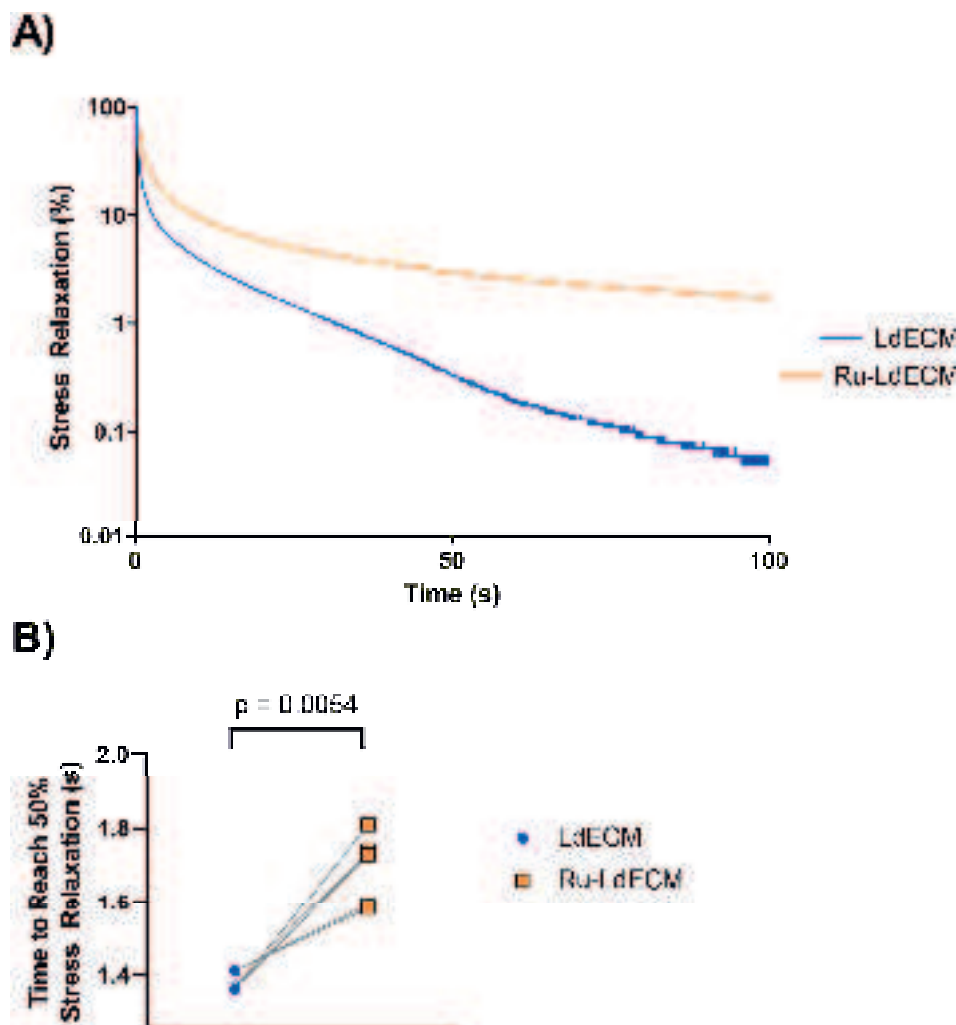 A)
100
10
1
0.1
0.01
Stress Relaxation (%)
0
50
100
Time (s)
LdECM
Ru-LdECM
B)
p = 0.0054
2.0
1.8
1.6
1.4
Time to Reach 50%
Stress Relaxation (s)
LdECM
Ru-LdECM